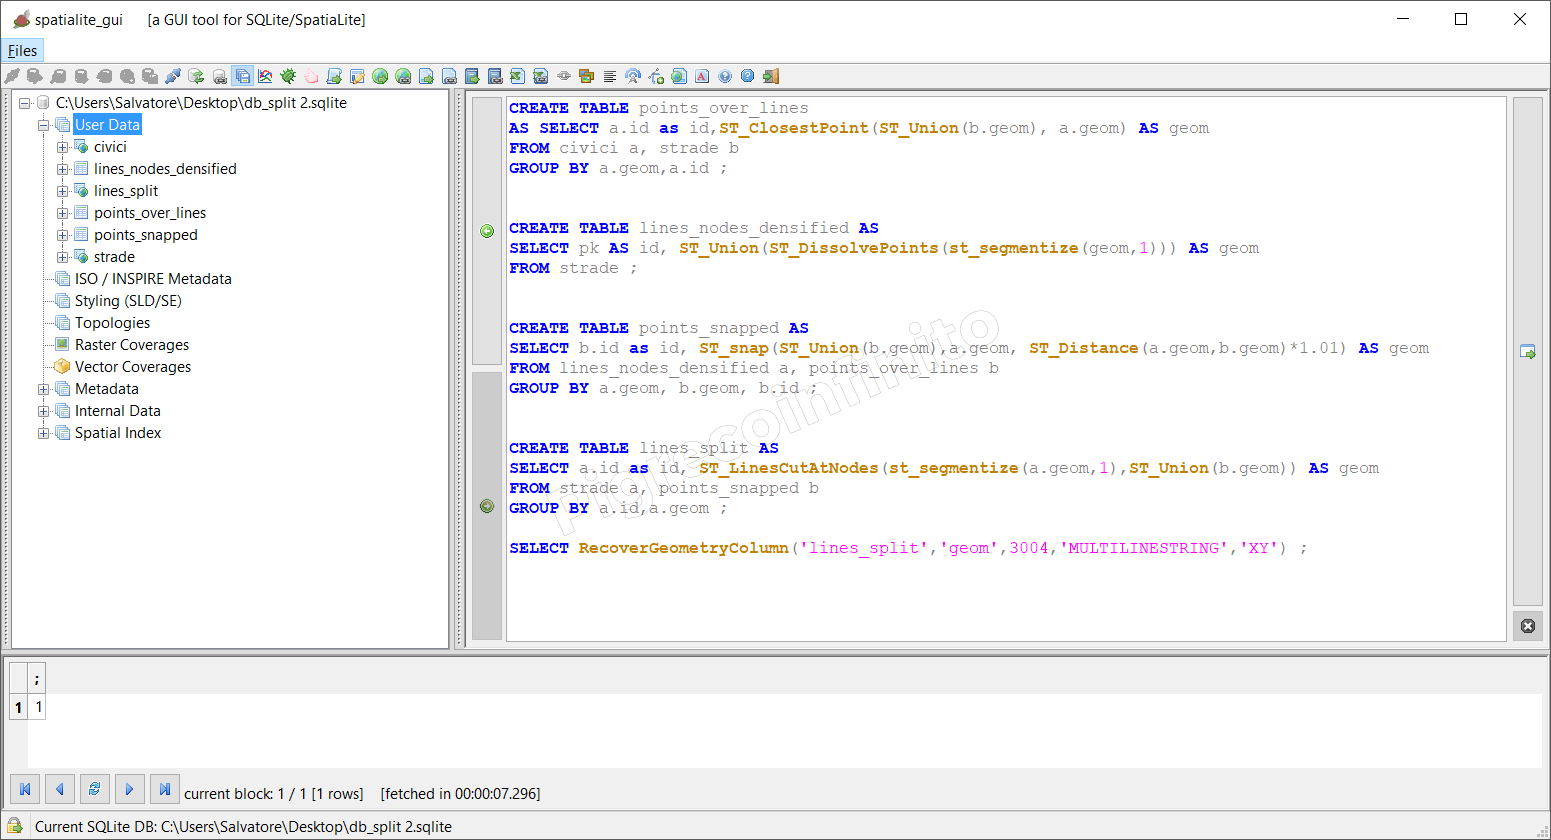 spatialite_gui [a GUI tool for SQLite/SpatiaLite]
Files
C:\Users\Salvatore\Desktop\db_split 2.sqlite
User Data
civici
lines_nodes_densified
lines_split
points_over_lines
points_snapped
strade
ISO / INSPIRE Metadata
Styling (SLD/SE)
Topologies
Raster Coverages
Vector Coverages
Metadata
Internal Data
Spatial Index
CREATE TABLE points_over_lines
AS SELECT a.id as id,ST_ClosestPoint(ST_Union(b.geom), a.geom) AS geom
FROM civici a, strade b
GROUP BY a.geom,a.id ;
CREATE TABLE lines_nodes_densified AS
SELECT pk AS id, ST_Union(ST_DissolvePoints(st_segmentize(geom,1))) AS geom
FROM strade ;
CREATE TABLE points_snapped AS
SELECT b.id as id, ST_snap(ST_Union(b.geom),a.geom, ST_Distance(a.geom,b.geom)*1.01) AS geom
FROM lines_nodes_densified a, points_over_lines b
GROUP BY a.geom, b.geom, b.id ;
CREATE TABLE lines_split AS
SELECT a.id as id, ST_LinesCutAtNodes(st_segmentize(a.geom,1),ST_Union(b.geom)) AS geom
FROM strade a, points_snapped b
GROUP BY a.id,a.geom ;
SELECT RecoverGeometryColumn('lines_split','geom',3004,'MULTILINESTRING','XY') ;
Pigrecoinfinito
;
1 1
current block: 1 / 1 [1 rows] [fetched in 00:00:07.296]
Current SQLite DB: C:\Users\Salvatore\Desktop\db_split 2.sqlite